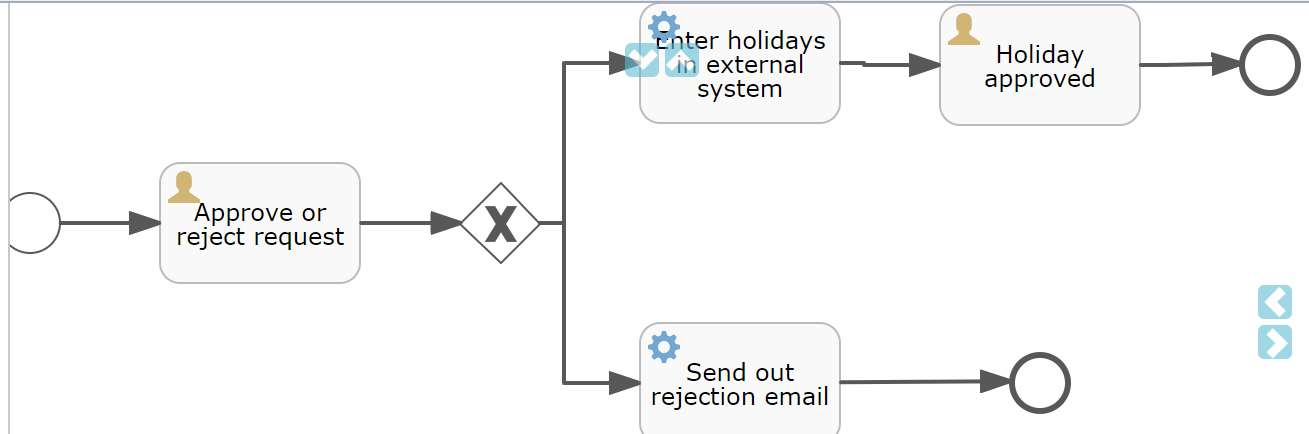 Enter holidays
in external
system
Holiday
approved
Approve or
reject request
X
Send out
rejection email